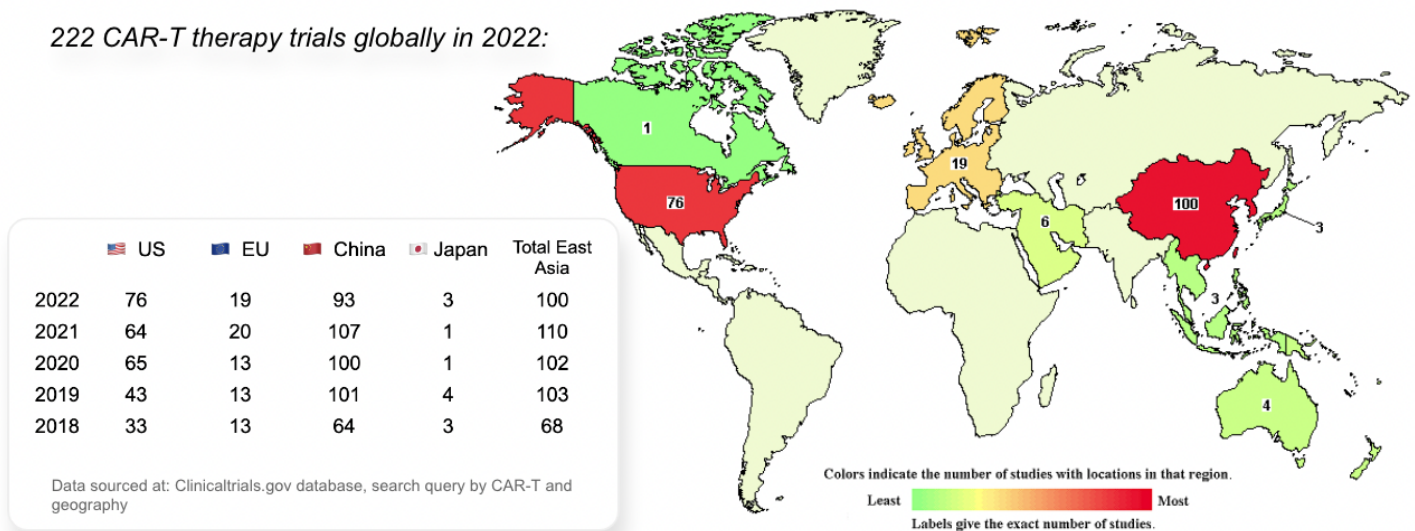 222 CAR-T therapy trials globally in 2022:
US EU China Japan Total East
Asia
2022 76 19 93 3 100
2021 64 20 107 1 110
2020 65 13 100 1 102
2019 43 13 101 4 103
2018 33 13 64 3 68
Data sourced at: Clinicaltrials.gov database, search query by CAR-T and
geography
1
19
76
100
6
3
3
4
Colors indicate the number of studies with locations in that region.
Least Most
Labels give the exact number of studies.